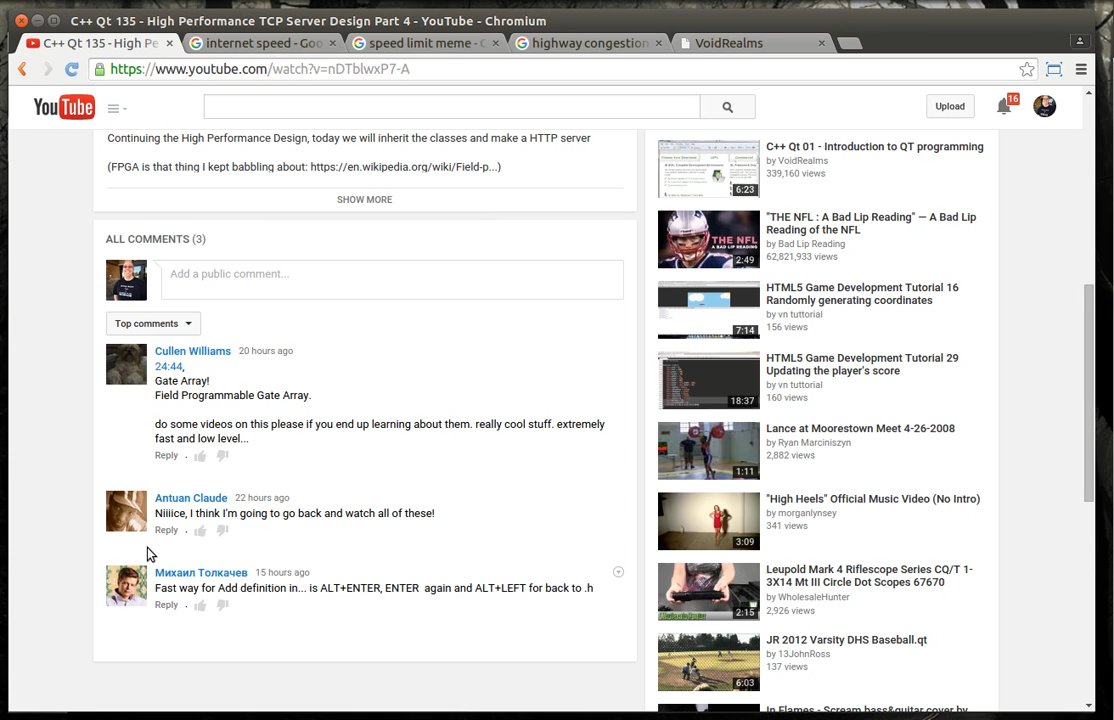 C++ Qt 135 - High Performance TCP Server Design Part 4 - YouTube - Chromium
C++ Qt 135 - High Pe
internet speed - Goo
speed limit meme - G
highway congestion
VoidRealms
https://www.youtube.com/watch?v=nDTblwxP7-A
YouTube
Upload
16
Continuing the High Performance Design, today we will inherit the classes and make a HTTP server
(FPGA is that thing I kept babbling about: https://en.wikipedia.org/wiki/Field-p...)
SHOW MORE
ALL COMMENTS (3)
Add a public comment...
Top comments
Cullen Williams 20 hours ago
24:44,
Gate Array!
Field Programmable Gate Array.
do some videos on this please if you end up learning about them. really cool stuff. extremely
fast and low level...
Reply .
Antuan Claude 22 hours ago
Niiiice, I think I'm going to go back and watch all of these!
Reply .
Михаил Толкачев 15 hours ago
Fast way for Add definition in... is ALT+ENTER, ENTER again and ALT+LEFT for back to .h
Reply .
6:23
C++ Qt 01 - Introduction to QT programming
by VoidRealms
339,160 views
THE NFL
A BAD LIP READING
2:49
"THE NFL : A Bad Lip Reading" — A Bad Lip
Reading of the NFL
by Bad Lip Reading
62,821,933 views
7:14
HTML5 Game Development Tutorial 16
Randomly generating coordinates
by vn tuttorial
156 views
18:37
HTML5 Game Development Tutorial 29
Updating the player's score
by vn tuttorial
160 views
1:11
Lance at Moorestown Meet 4-26-2008
by Ryan Marciniszyn
2,882 views
3:09
"High Heels" Official Music Video (No Intro)
by morganlynsey
341 views
2:15
Leupold Mark 4 Riflescope Series CQ/T 1-
3X14 Mt III Circle Dot Scopes 67670
by WholesaleHunter
2,926 views
6:03
JR 2012 Varsity DHS Baseball.qt
by 13JohnRoss
137 views
In Flames - Scream bass&guitar cover by